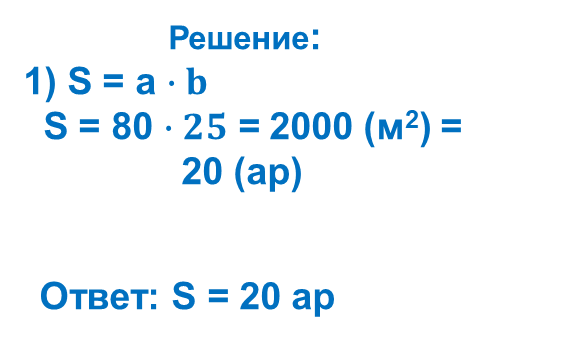 Решение:
1) S = a · b
S = 80 · 25 = 2000 (м²) =
20 (ар)
Ответ: S = 20 ар